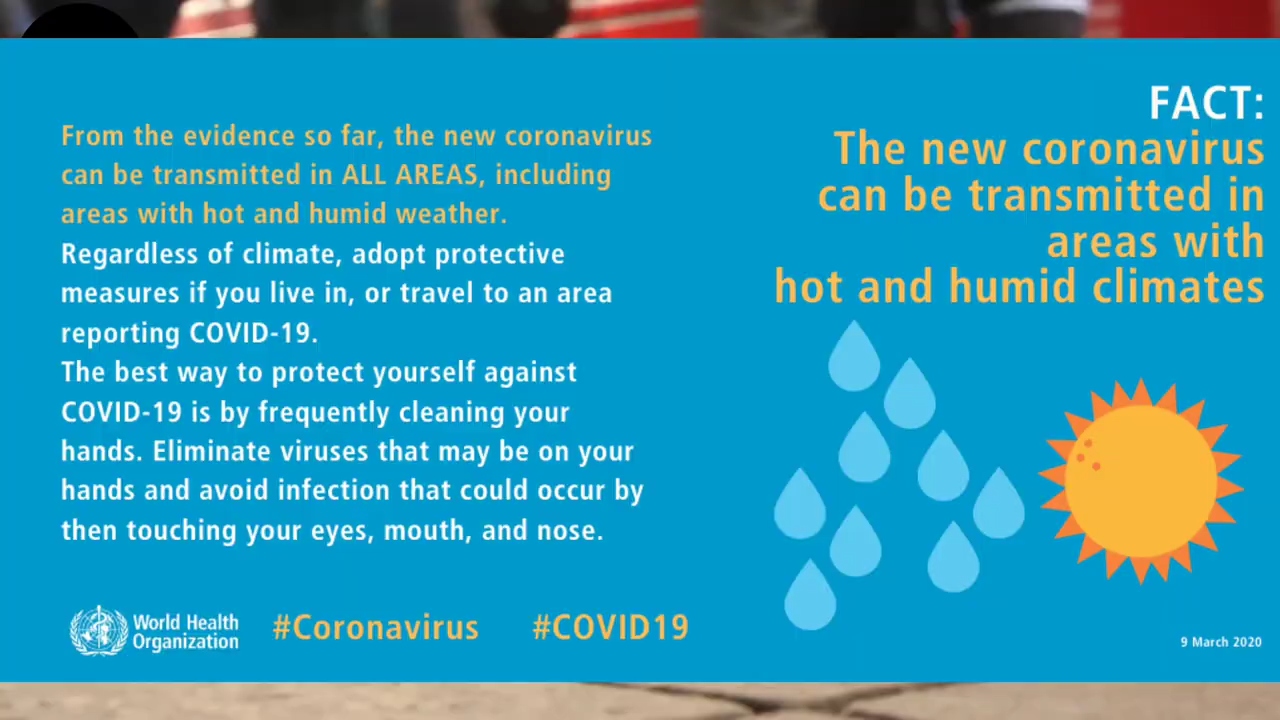 From the evidence so far, the new coronavirus
can be transmitted in ALL AREAS, including
areas with hot and humid weather.
Regardless of climate, adopt protective
measures if you live in, or travel to an area
reporting COVID-19.
The best way to protect yourself against
COVID-19 is by frequently cleaning your
hands. Eliminate viruses that may be on your
hands and avoid infection that could occur by
then touching your eyes, mouth, and nose.
FACT:
The new coronavirus
can be transmitted in
areas with
hot and humid climates
World Health
Organization
#Coronavirus #COVID19
9 March 2020